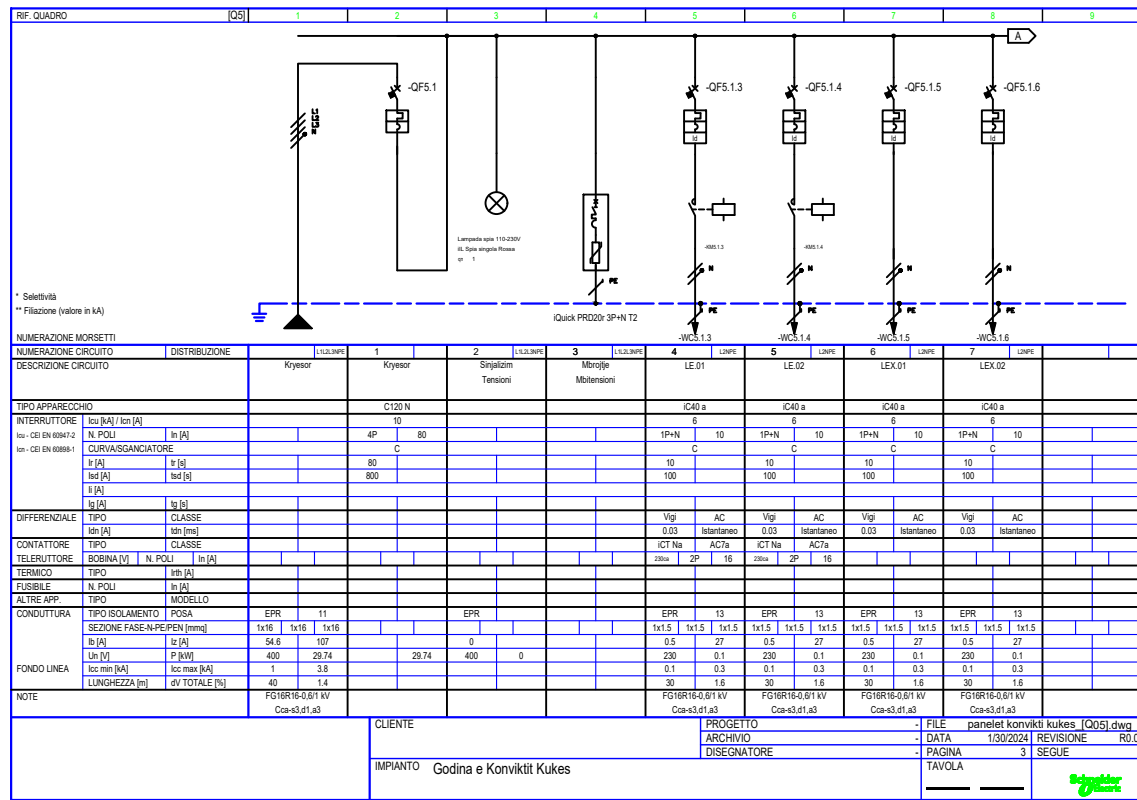 RIF. QUADRO [Q5] 1 2 3 4 5 6 7 8 9
A
-QF5.1 -QF5.1.3 -QF5.1.4 -QF5.1.5 -QF5.1.6
N
Id Id Id Id
Lampada spia 110-230V
iIL Spia singola Rossa
qt 1
-KM5.1.3 -KM5.1.4
N N N N
PE
* Selettività
** Filiazione (valore in kA)
iQuick PRD20r 3P+N T2
PE PE PE PE
NUMERAZIONE MORSETTI -WC5.1.3 -WC5.1.4 -WC5.1.5 -WC5.1.6
NUMERAZIONE CIRCUITO DISTRIBUZIONE L1L2L3NPE 1 2 L1L2L3NPE 3 L1L2L3NPE 4 L2NPE 5 L2NPE 6 L2NPE 7 L2NPE
DESCRIZIONE CIRCUITO Kryesor Kryesor Sinjalizim Mbrojtje LE.01 LE.02 LEX.01 LEX.02
Tensioni Mbitensioni
TIPO APPARECCHIO C120 N iC40 a iC40 a iC40 a iC40 a
INTERRUTTORE Icu [kA] / Icn [A] 10 6 6 6 6
Icu - CEI EN 60947-2 N. POLI In [A] 4P 80 1P+N 10 1P+N 10 1P+N 10 1P+N 10
Icn - CEI EN 60898-1 CURVA/SGANCIATORE C C C C C
Ir [A] tr [s] 80 10 10 10 10
Isd [A] tsd [s] 800 100 100 100 100
Ii [A]
Ig [A] tg [s]
DIFFERENZIALE TIPO CLASSE Vigi AC Vigi AC Vigi AC Vigi AC
Idn [A] tdn [ms] 0.03 Istantaneo 0.03 Istantaneo 0.03 Istantaneo 0.03 Istantaneo
CONTATTORE TIPO CLASSE iCT Na AC7a iCT Na AC7a
TELERUTTORE BOBINA [V] N. POLI In [A] 230ca 2P 16 230ca 2P 16
TERMICO TIPO Irth [A]
FUSIBILE N. POLI In [A]
ALTRE APP. TIPO MODELLO
CONDUTTURA TIPO ISOLAMENTO POSA EPR 11 EPR EPR 13 EPR 13 EPR 13 EPR 13
SEZIONE FASE-N-PE/PEN [mmq] 1x16 1x16 1x16 1x1.5 1x1.5 1x1.5 1x1.5 1x1.5 1x1.5 1x1.5 1x1.5 1x1.5 1x1.5 1x1.5 1x1.5
Ib [A] Iz [A] 54.6 107 0 0.5 27 0.5 27 0.5 27 0.5 27
Un [V] P [kW] 400 29.74 29.74 400 0 230 0.1 230 0.1 230 0.1 230 0.1
FONDO LINEA Icc min [kA] Icc max [kA] 1 3.8 0.1 0.3 0.1 0.3 0.1 0.3 0.1 0.3
LUNGHEZZA [m] dV TOTALE [%] 40 1.4 30 1.6 30 1.6 30 1.6 30 1.6
NOTE FG16R16-0,6/1 kV FG16R16-0,6/1 kV FG16R16-0,6/1 kV FG16R16-0,6/1 kV FG16R16-0,6/1 kV
Cca-s3,d1,a3 Cca-s3,d1,a3 Cca-s3,d1,a3 Cca-s3,d1,a3 Cca-s3,d1,a3
CLIENTE PROGETTO - FILE panelet konvikti kukes_[Q05].dwg
ARCHIVIO - DATA 1/30/2024 REVISIONE R0.0
DISEGNATORE - PAGINA 3 SEGUE
IMPIANTO Godina e Konviktit Kukes TAVOLA
Schneider
Electric